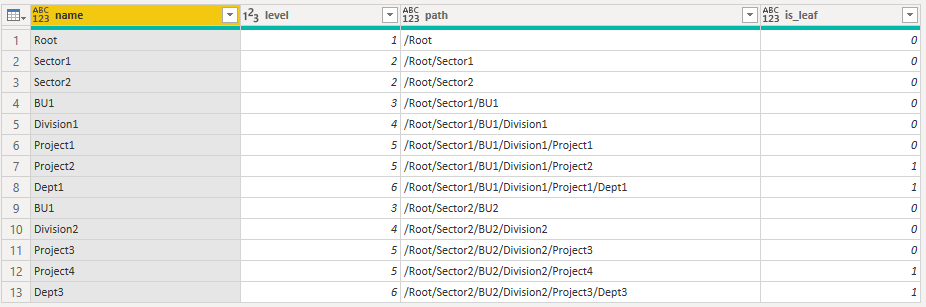 ABC 123 name 1²3 level ABC 123 path ABC 123 is_leaf
1 Root 1 /Root 0
2 Sector1 2 /Root/Sector1 0
3 Sector2 2 /Root/Sector2 0
4 BU1 3 /Root/Sector1/BU1 0
5 Division1 4 /Root/Sector1/BU1/Division1 0
6 Project1 5 /Root/Sector1/BU1/Division1/Project1 0
7 Project2 5 /Root/Sector1/BU1/Division1/Project2 1
8 Dept1 6 /Root/Sector1/BU1/Division1/Project1/Dept1 1
9 BU1 3 /Root/Sector2/BU2 0
10 Division2 4 /Root/Sector2/BU2/Division2 0
11 Project3 5 /Root/Sector2/BU2/Division2/Project3 0
12 Project4 5 /Root/Sector2/BU2/Division2/Project4 1
13 Dept3 6 /Root/Sector2/BU2/Division2/Project3/Dept3 1